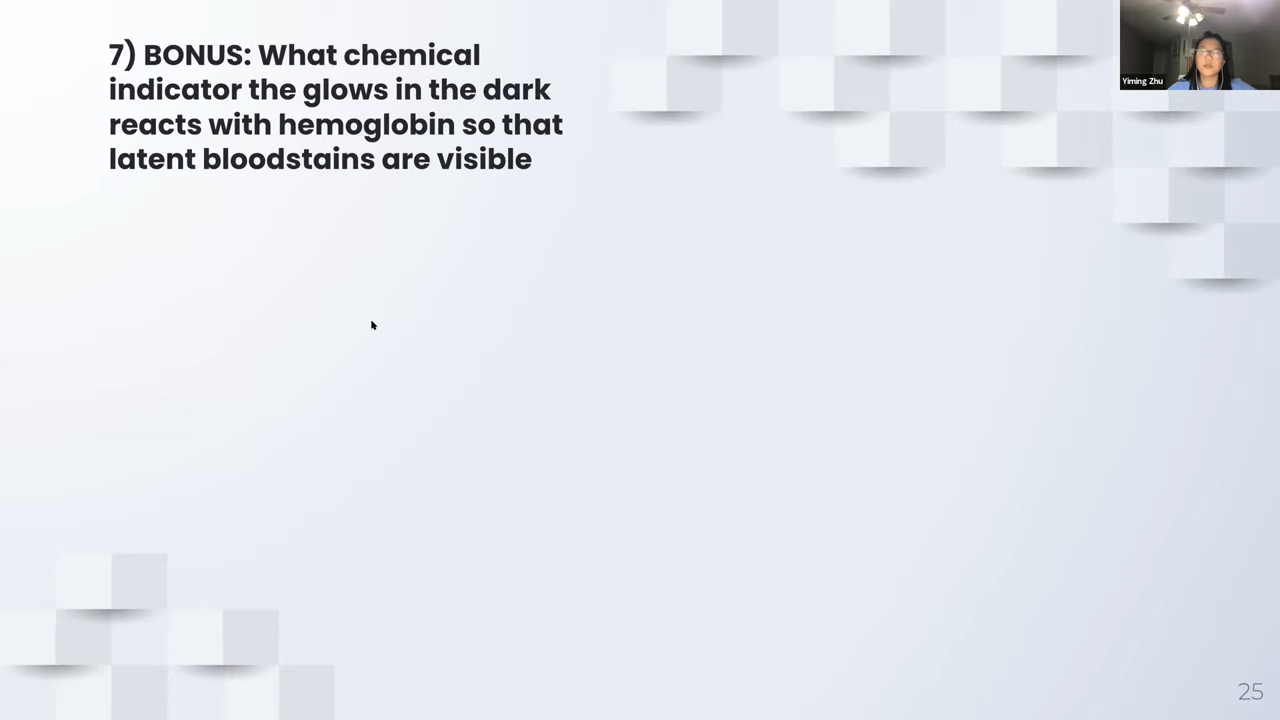 7) BONUS: What chemical
indicator the glows in the dark
reacts with hemoglobin so that
latent bloodstains are visible
Yiming Zhu
25